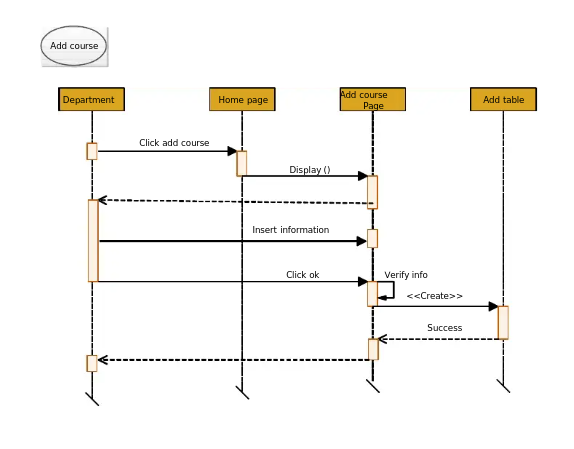 Add course
Department
Home page
Add course
Page
Add table
Click add course
Display ()
Insert information
Click ok
Verify info
<<Create>>
Success